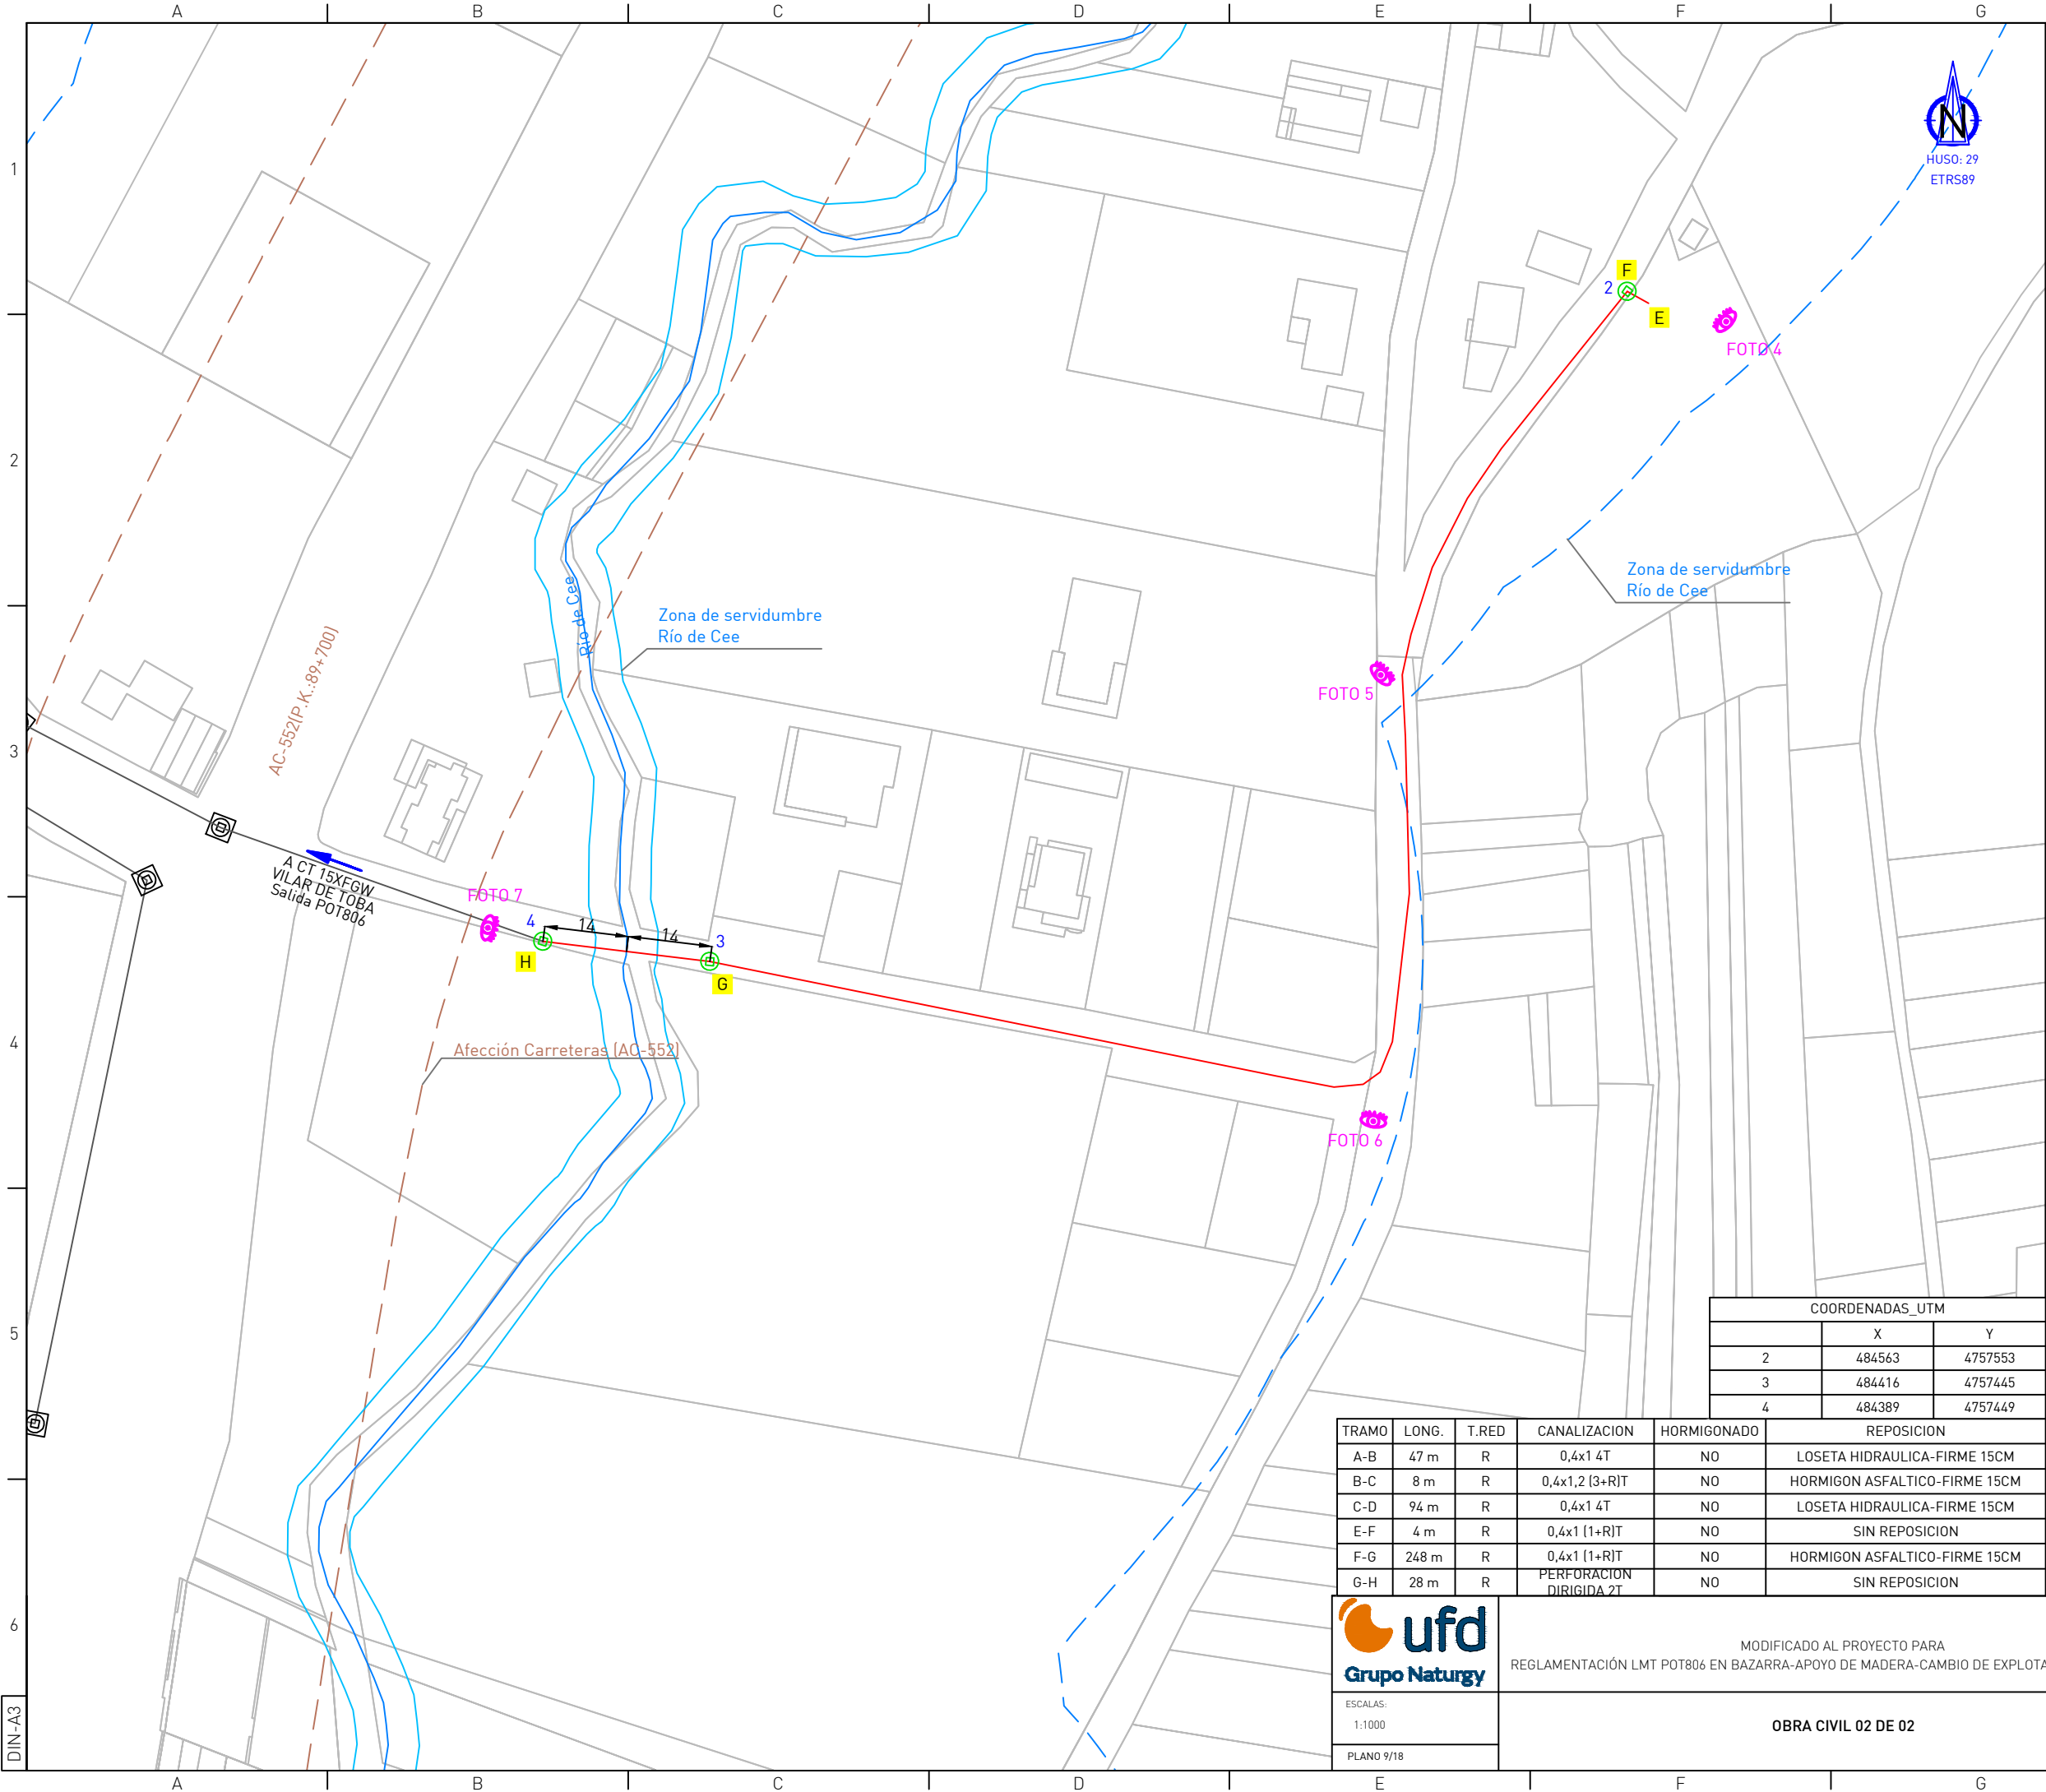 A B C D E F G
1
2
3
4
5
6
N
HUSO: 29
ETRS89
F
2
E
FOTO 4
Zona de servidumbre
Río de Cee
Río de Cee
Zona de servidumbre
Río de Cee
AC-552(P.K.:89+700)
FOTO 5
A CT 15XFGW
VILAR DE TOBA
Salida POT806
FOTO 7
4
14
14
3
H
G
Afección Carreteras (AC-552)
FOTO 6
COORDENADAS_UTM
X Y
2 484563 4757553
3 484416 4757445
4 484389 4757449
TRAMO LONG. T.RED CANALIZACION HORMIGONADO REPOSICION
A-B 47 m R 0,4x1 4T NO LOSETA HIDRAULICA-FIRME 15CM
B-C 8 m R 0,4x1,2 (3+R)T NO HORMIGON ASFALTICO-FIRME 15CM
C-D 94 m R 0,4x1 4T NO LOSETA HIDRAULICA-FIRME 15CM
E-F 4 m R 0,4x1 (1+R)T NO SIN REPOSICION
F-G 248 m R 0,4x1 (1+R)T NO HORMIGON ASFALTICO-FIRME 15CM
G-H 28 m R PERFORACION DIRIGIDA 2T NO SIN REPOSICION
ufd
Grupo Naturgy
MODIFICADO AL PROYECTO PARA
REGLAMENTACIÓN LMT POT806 EN BAZARRA-APOYO DE MADERA-CAMBIO DE EXPLOTA
ESCALAS:
1:1000
OBRA CIVIL 02 DE 02
PLANO 9/18
DIN-A3
A B C D E F G